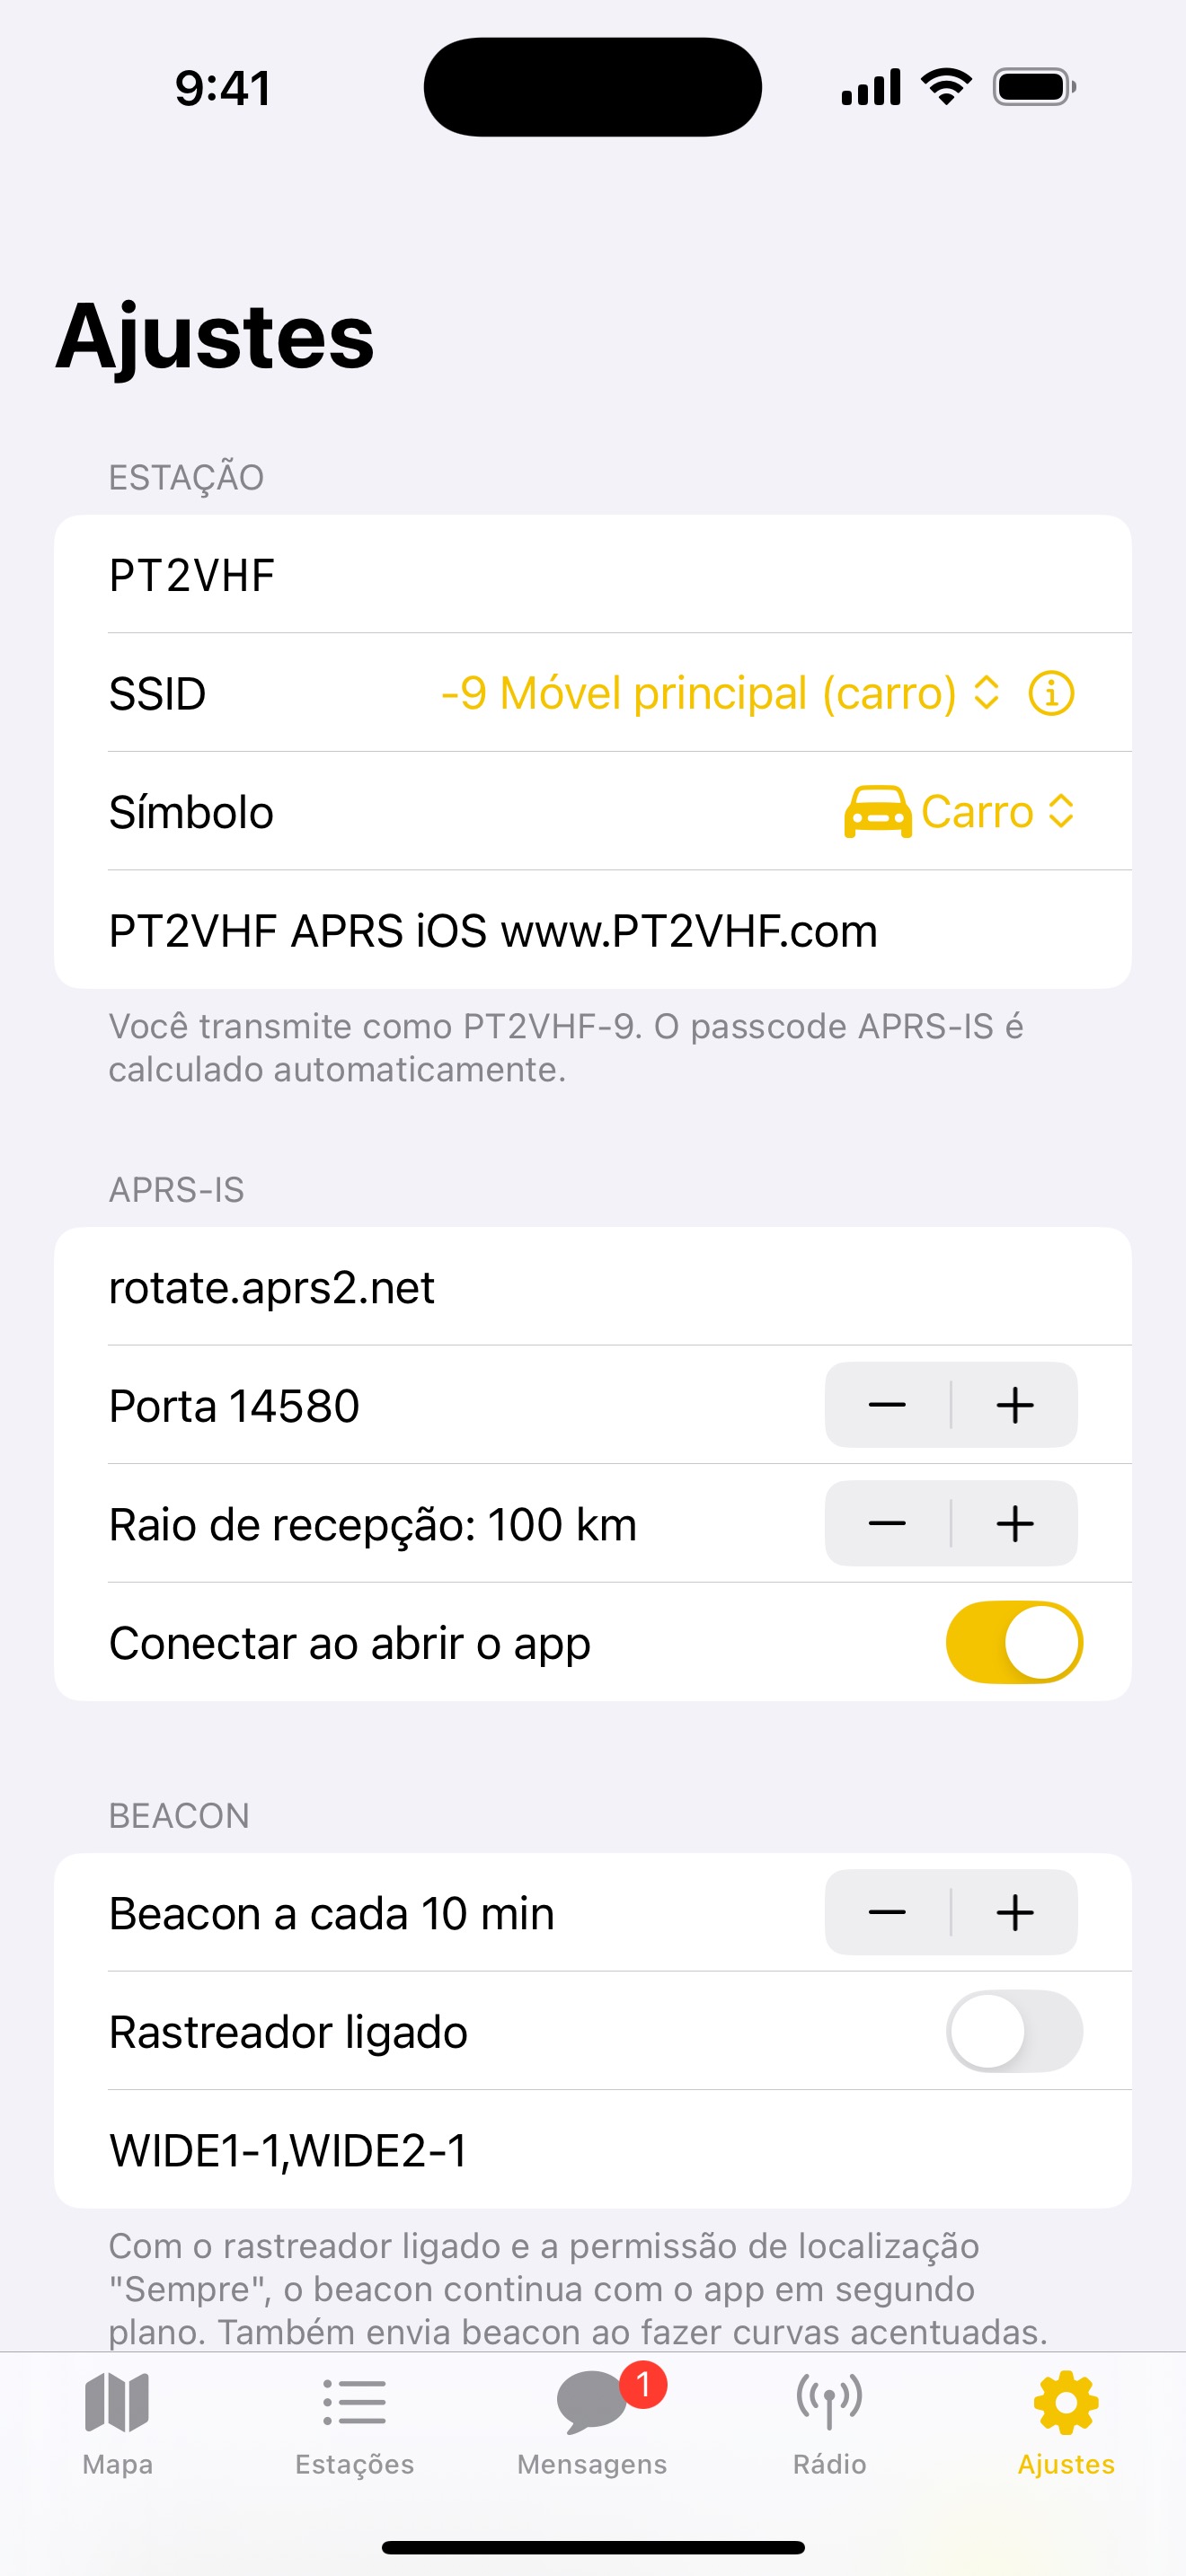 9:41
Ajustes
ESTAÇÃO
PT2VHF
SSID -9 Móvel principal (carro)
Símbolo Carro
PT2VHF APRS iOS www.PT2VHF.com
Você transmite como PT2VHF-9. O passcode APRS-IS é
calculado automaticamente.
APRS-IS
rotate.aprs2.net
Porta 14580
Raio de recepção: 100 km
Conectar ao abrir o app
BEACON
Beacon a cada 10 min
Rastreador ligado
WIDE1-1,WIDE2-1
Com o rastreador ligado e a permissão de localização
"Sempre", o beacon continua com o app em segundo
plano. Também envia beacon ao fazer curvas acentuadas.
1
Mapa Estações Mensagens Rádio Ajustes